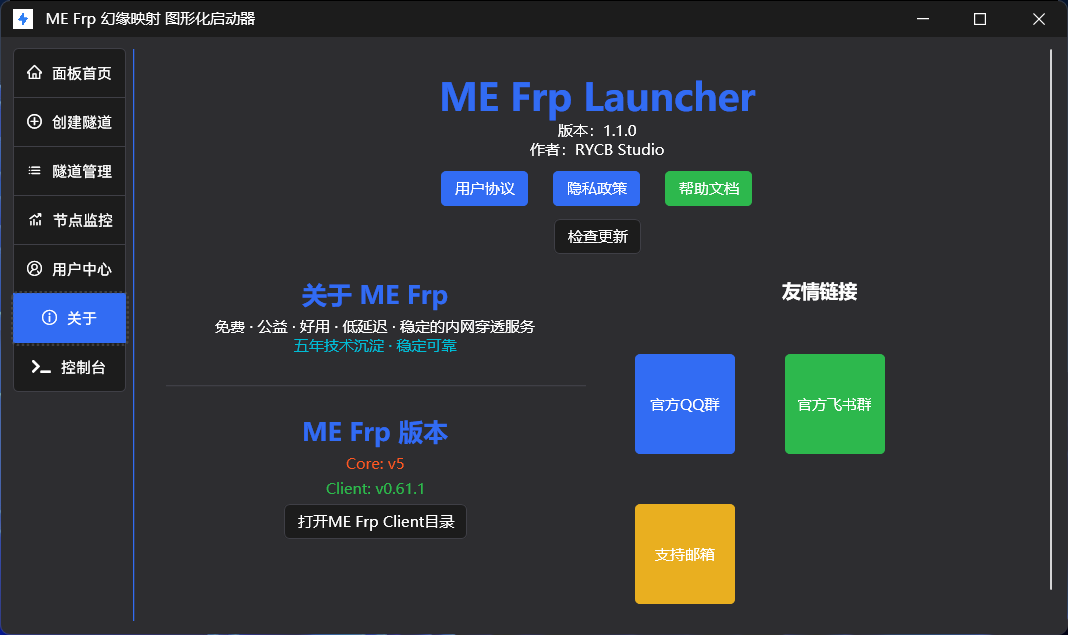 ME Frp 幻缘映射 图形化启动器
面板首页
创建隧道
隧道管理
节点监控
用户中心
关于
控制台
ME Frp Launcher
版本：1.1.0
作者：RYCB Studio
用户协议
隐私政策
帮助文档
检查更新
关于 ME Frp
免费 · 公益 · 好用 · 低延迟 · 稳定的内网穿透服务
五年技术沉淀 · 稳定可靠
ME Frp 版本
Core: v5
Client: v0.61.1
打开ME Frp Client目录
友情链接
官方QQ群
官方飞书群
支持邮箱